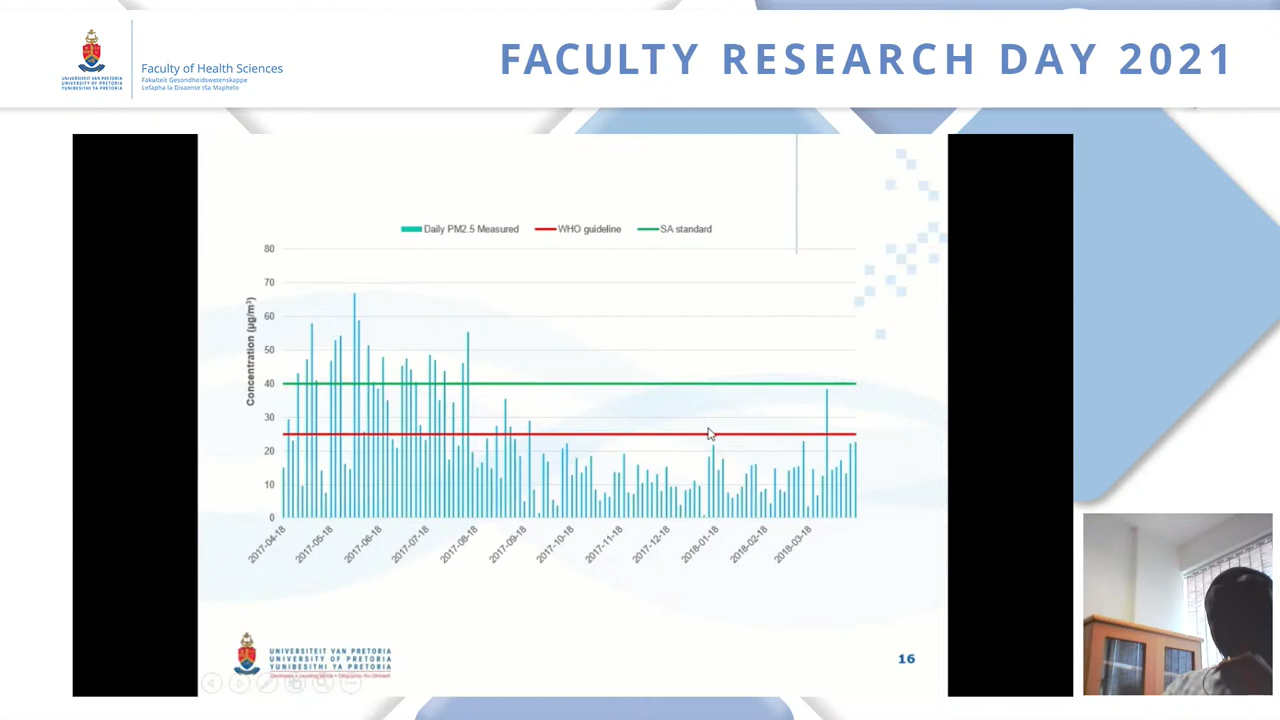 UNIVERSITEIT VAN PRETORIA
UNIVERSITY OF PRETORIA
YUNIBESITHI YA PRETORIA
Faculty of Health Sciences
Fakulteit Gesondheidswetenskappe
Lefapha la Disaense tša Maphelo
FACULTY RESEARCH DAY 2021
Daily PM2.5 Measured WHO guideline SA standard
Concentration (µg/m³)
80
70
60
50
40
30
20
10
0
2017-04-18 2017-05-18 2017-06-18 2017-07-18 2017-08-18 2017-09-18 2017-10-18 2017-11-18 2017-12-18 2018-01-18 2018-02-18 2018-03-18
UNIVERSITEIT VAN PRETORIA
UNIVERSITY OF PRETORIA
YUNIBESITHI YA PRETORIA
16